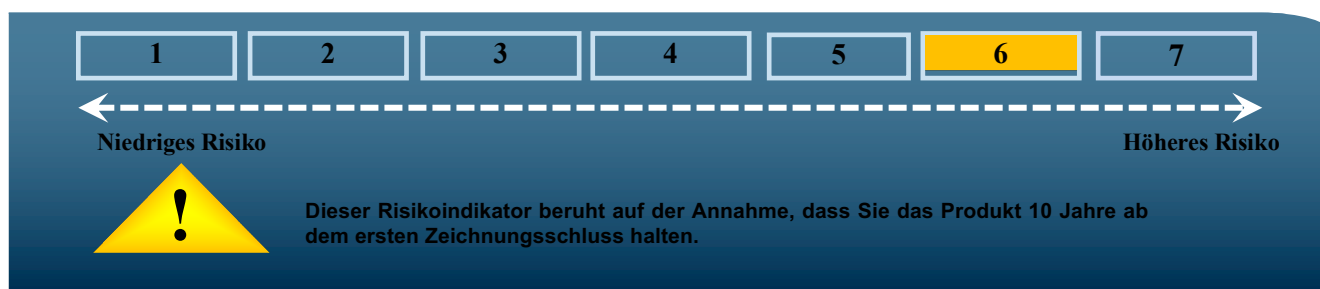 1 2 3 4 5 6 7
Niedriges Risiko Höheres Risiko
!
Dieser Risikoindikator beruht auf der Annahme, dass Sie das Produkt 10 Jahre ab
dem ersten Zeichnungsschluss halten.